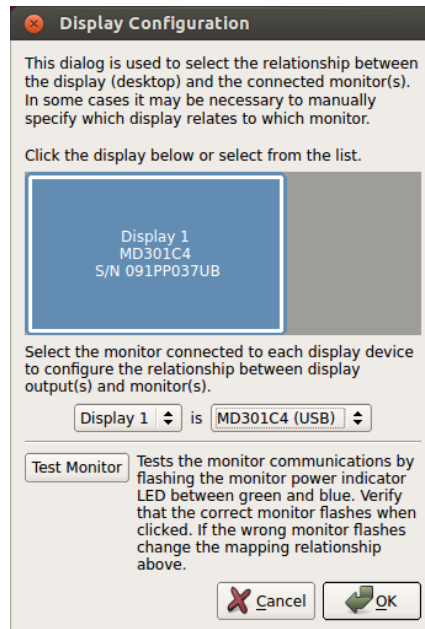 Display Configuration
This dialog is used to select the relationship between
the display (desktop) and the connected monitor(s).
In some cases it may be necessary to manually
specify which display relates to which monitor.
Click the display below or select from the list.
Display 1
MD301C4
S/N 091PP037UB
Select the monitor connected to each display device
to configure the relationship between display
output(s) and monitor(s).
Display 1 is MD301C4 (USB)
Test Monitor
Tests the monitor communications by
flashing the monitor power indicator
LED between green and blue. Verify
that the correct monitor flashes when
clicked. If the wrong monitor flashes
change the mapping relationship
above.
Cancel OK